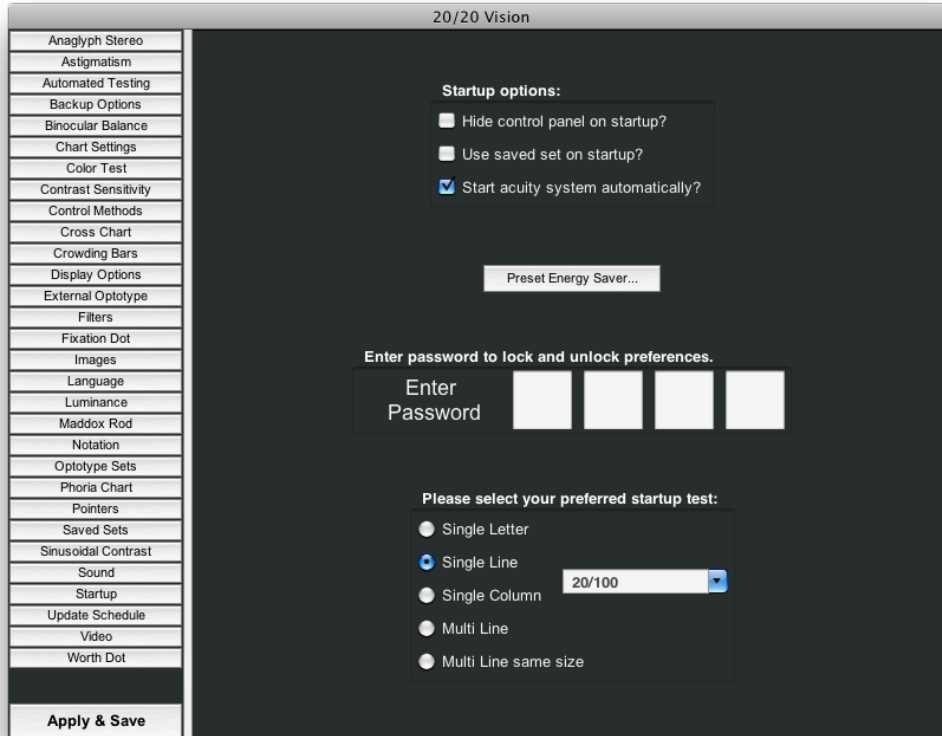 20/20 Vision
Anaglyph Stereo
Astigmatism
Automated Testing
Backup Options
Binocular Balance
Chart Settings
Color Test
Contrast Sensitivity
Control Methods
Cross Chart
Crowding Bars
Display Options
External Optotype
Filters
Fixation Dot
Images
Language
Luminance
Maddox Rod
Notation
Optotype Sets
Phoria Chart
Pointers
Saved Sets
Sinusoidal Contrast
Sound
Startup
Update Schedule
Video
Worth Dot
Apply & Save
Startup options:
Hide control panel on startup?
Use saved set on startup?
Start acuity system automatically?
Preset Energy Saver...
Enter password to lock and unlock preferences.
Enter
Password
Please select your preferred startup test:
Single Letter
Single Line
20/100
Single Column
Multi Line
Multi Line same size